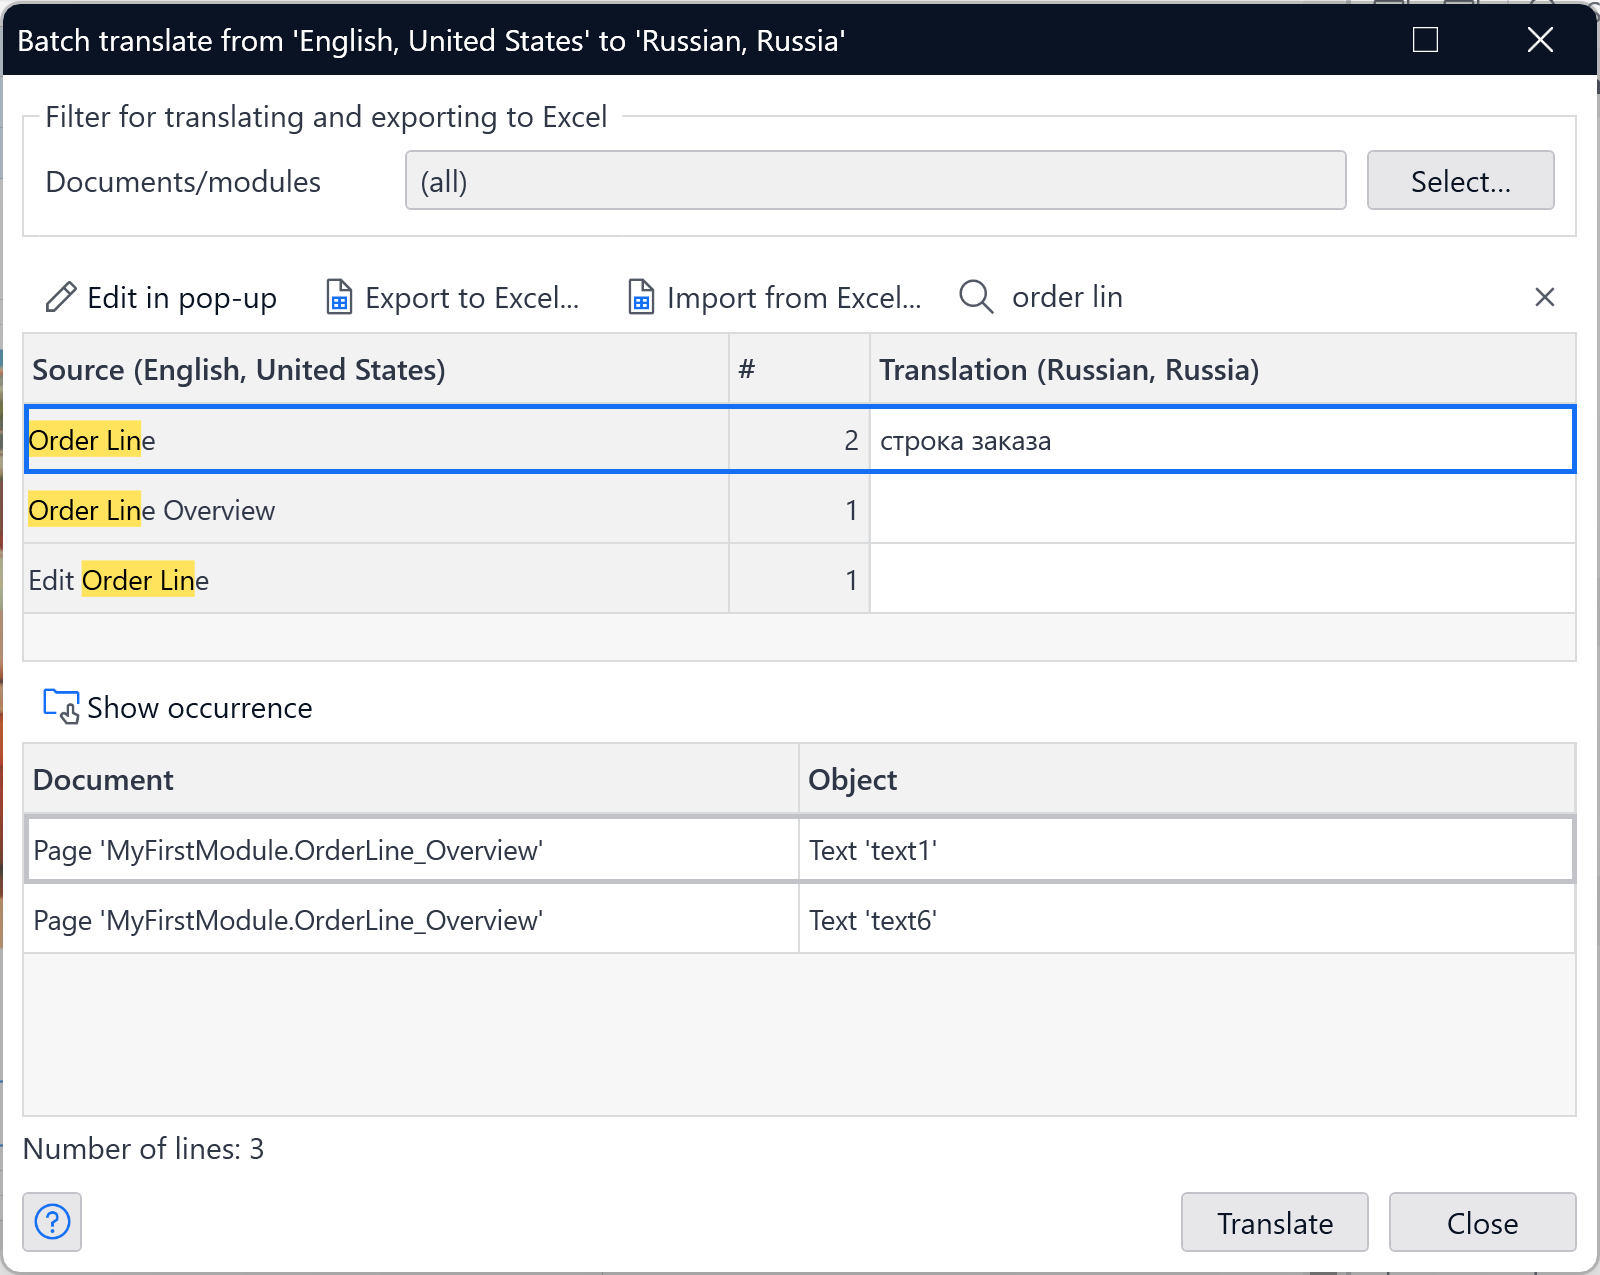 Batch translate from 'English, United States' to 'Russian, Russia'
Filter for translating and exporting to Excel
Documents/modules (all) Select...
Edit in pop-up Export to Excel... Import from Excel... order lin
Source (English, United States) # Translation (Russian, Russia)
Order Line 2 строка заказа
Order Line Overview 1
Edit Order Line 1
Show occurrence
Document Object
Page 'MyFirstModule.OrderLine_Overview' Text 'text1'
Page 'MyFirstModule.OrderLine_Overview' Text 'text6'
Number of lines: 3
? Translate Close